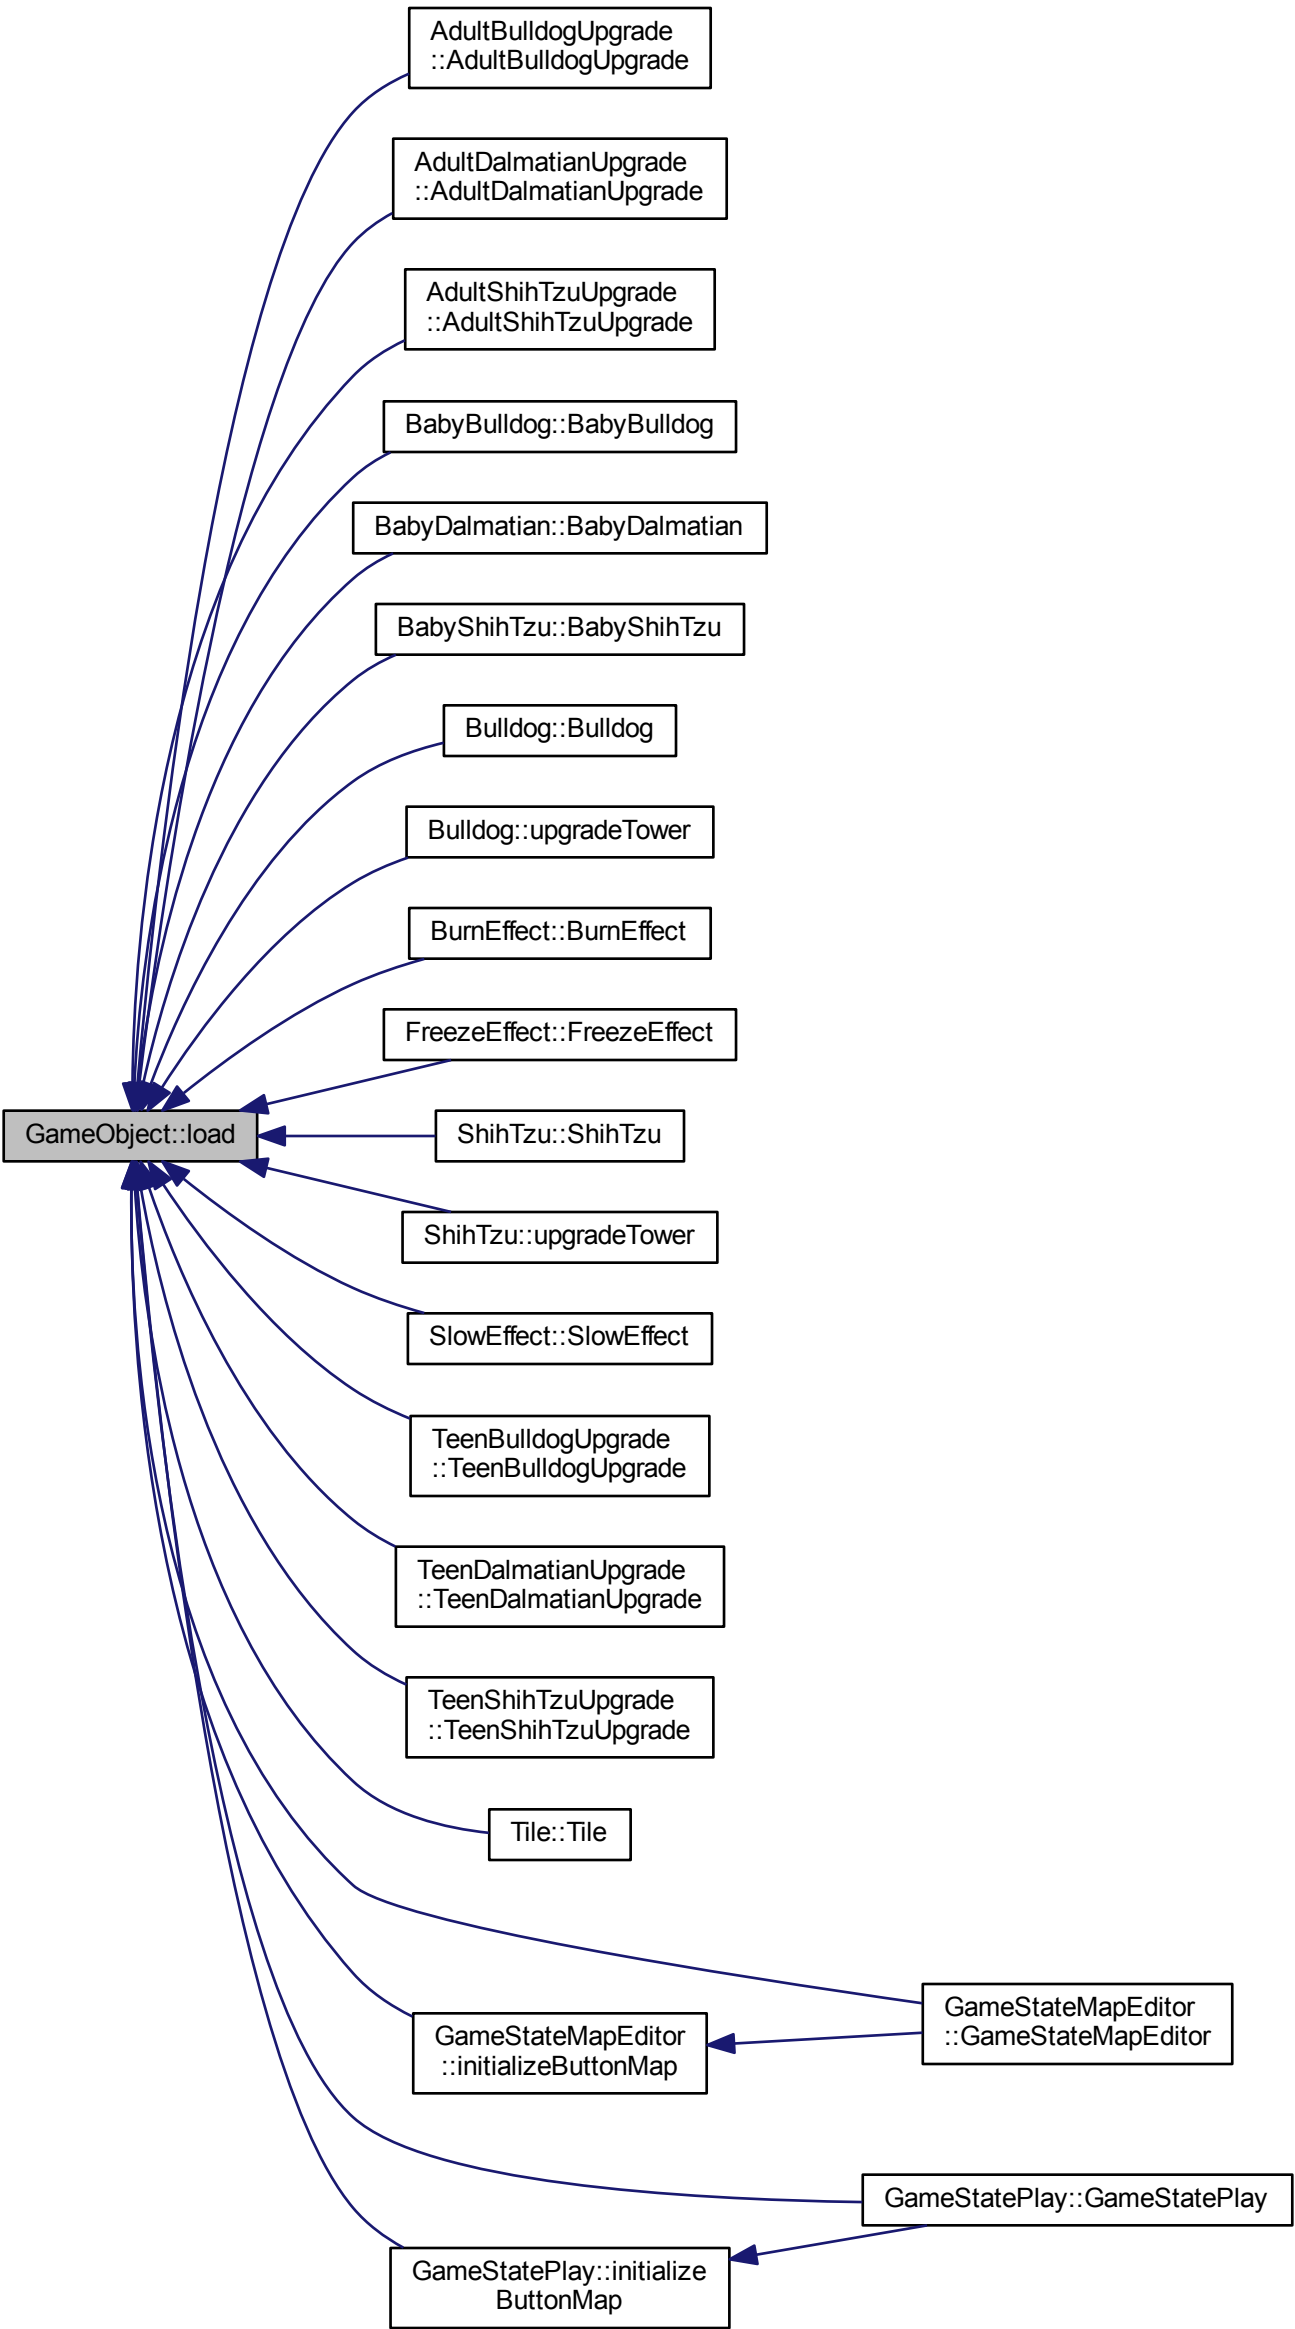 AdultBulldogUpgrade
::AdultBulldogUpgrade
AdultDalmatianUpgrade
::AdultDalmatianUpgrade
AdultShihTzuUpgrade
::AdultShihTzuUpgrade
BabyBulldog::BabyBulldog
BabyDalmatian::BabyDalmatian
BabyShihTzu::BabyShihTzu
Bulldog::Bulldog
Bulldog::upgradeTower
BurnEffect::BurnEffect
FreezeEffect::FreezeEffect
GameObject::load
ShihTzu::ShihTzu
ShihTzu::upgradeTower
SlowEffect::SlowEffect
TeenBulldogUpgrade
::TeenBulldogUpgrade
TeenDalmatianUpgrade
::TeenDalmatianUpgrade
TeenShihTzuUpgrade
::TeenShihTzuUpgrade
Tile::Tile
GameStateMapEditor
::GameStateMapEditor
GameStateMapEditor
::initializeButtonMap
GameStatePlay::GameStatePlay
GameStatePlay::initialize
ButtonMap